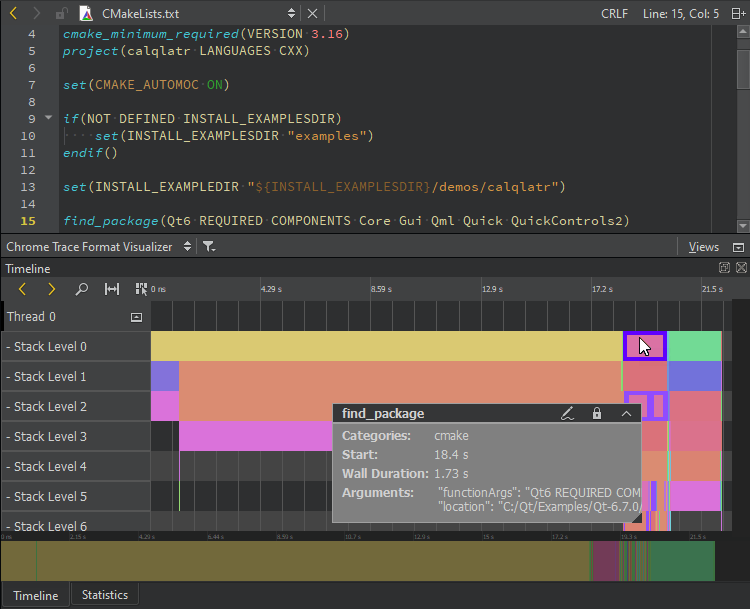 CMakeLists.txt CRLF Line: 15, Col: 5
4 cmake_minimum_required(VERSION 3.16)
5 project(calqlatr LANGUAGES CXX)
6
7 set(CMAKE_AUTOMOC ON)
8
9 if(NOT DEFINED INSTALL_EXAMPLESDIR)
10 set(INSTALL_EXAMPLESDIR "examples")
11 endif()
12
13 set(INSTALL_EXAMPLEDIR "${INSTALL_EXAMPLESDIR}/demos/calqlatr")
14
15 find_package(Qt6 REQUIRED COMPONENTS Core Gui Qml Quick QuickControls2)
Chrome Trace Format Visualizer Views
Timeline
0 ns 4.29 s 8.59 s 12.9 s 17.2 s 21.5 s
Thread 0
- Stack Level 0
- Stack Level 1
- Stack Level 2
- Stack Level 3
- Stack Level 4
- Stack Level 5
- Stack Level 6
find_package
Categories: cmake
Start: 18.4 s
Wall Duration: 1.73 s
Arguments: "functionArgs": "Qt6 REQUIRED COM
"location": "C:/Qt/Examples/Qt-6.7.0/
0 ns 2.15 s 4.29 s 6.44 s 8.59 s 10.7 s 12.9 s 15 s 17.2 s 19.3 s 21.5 s
Timeline Statistics